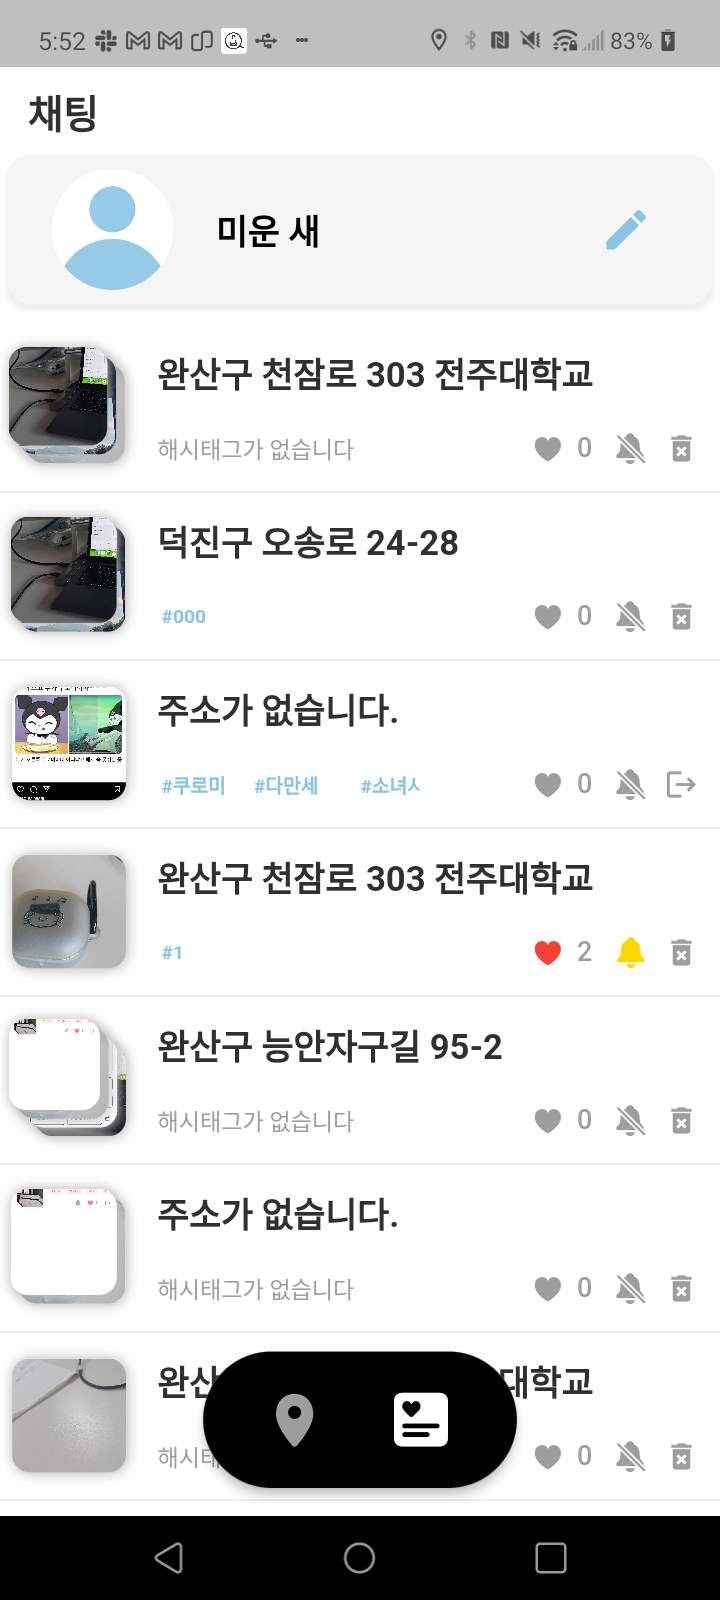 5:52
83%
채팅
미운 새
완산구 천잠로 303 전주대학교
해시태그가 없습니다
0
덕진구 오송로 24-28
#000
0
주소가 없습니다.
#쿠로미 #다만세 #소녀ㅅ
0
완산구 천잠로 303 전주대학교
#1
2
완산구 능안자구길 95-2
해시태그가 없습니다
0
주소가 없습니다.
해시태그가 없습니다
0
완산 대학교
해시태
0